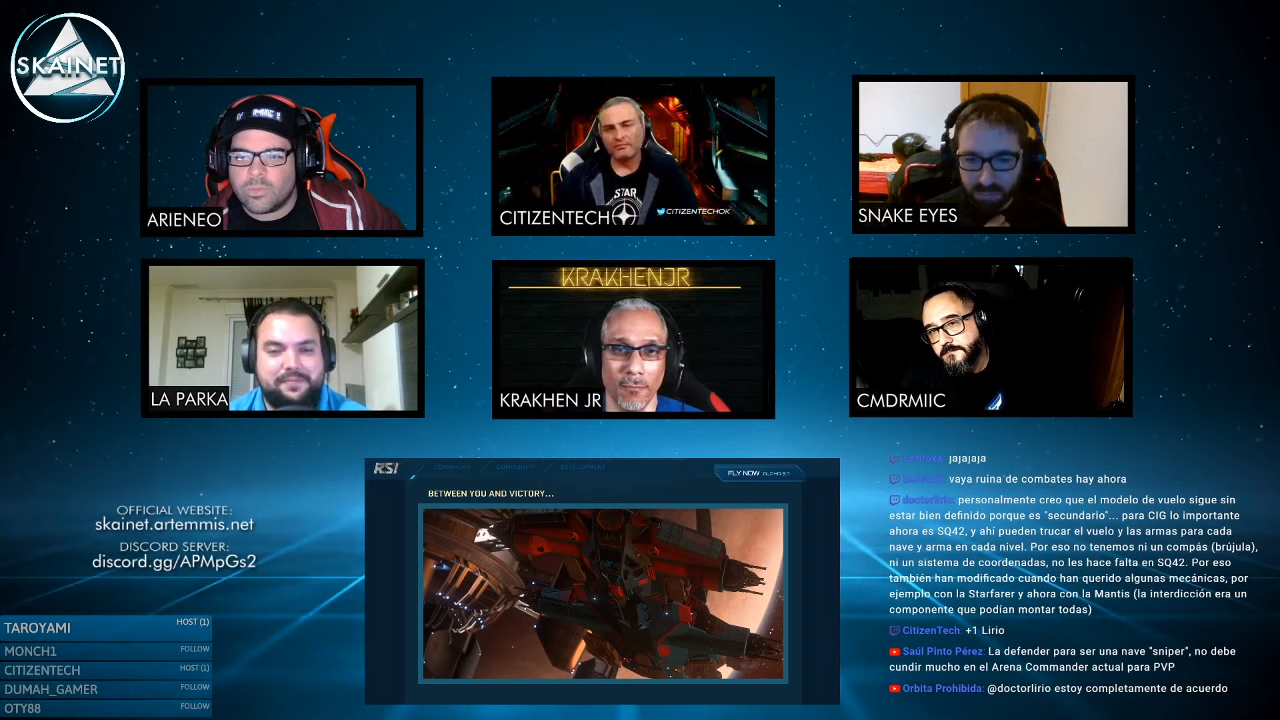 SKAINET
ARIENEO
STAR
CITIZENTECH
CITIZENTECHOK
SNAKE EYES
LA PARKA
KRAKHENJR
KRAKHEN JR
CMDRMIIC
RSI
COMMUNITY
DEVELOPMENT
FLY NOW
BETWEEN YOU AND VICTORY...
OFFICIAL WEBSITE:
skainet.artemmis.net
DISCORD SERVER:
discord.gg/APMpGs2
TAROYAMI HOST (1)
MONCH1 FOLLOW
CITIZENTECH HOST (1)
DUMAH_GAMER FOLLOW
OTY88 FOLLOW
jajajaja
vaya ruina de combates hay ahora
doctorlirio: personalmente creo que el modelo de vuelo sigue sin
estar bien definido porque es "secundario"... para CIG lo importante
ahora es SQ42, y ahí pueden trucar el vuelo y las armas para cada
nave y arma en cada nivel. Por eso no tenemos ni un compás (brújula),
ni un sistema de coordenadas, no les hace falta en SQ42. Por eso
también han modificado cuando han querido algunas mecánicas, por
ejemplo con la Starfarer y ahora con la Mantis (la interdicción era un
componente que podían montar todas)
CitizenTech: +1 Lirio
Saúl Pinto Pérez: La defender para ser una nave "sniper", no debe
cundir mucho en el Arena Commander actual para PVP
Orbita Prohibida: @doctorlirio estoy completamente de acuerdo